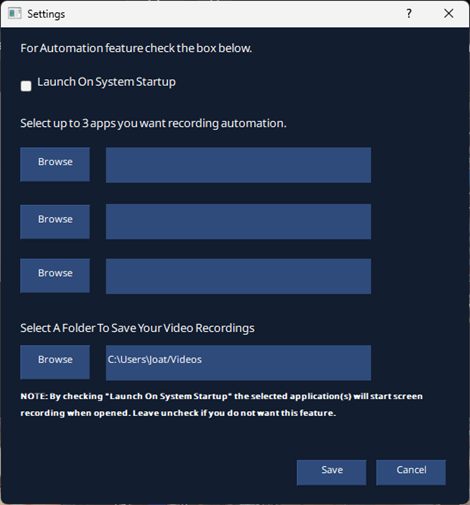 Settings
?
For Automation feature check the box below.
Launch On System Startup
Select up to 3 apps you want recording automation.
Browse
Browse
Browse
Select A Folder To Save Your Video Recordings
Browse C:\Users\Joat/Videos
NOTE: By checking "Launch On System Startup" the selected application(s) will start screen
recording when opened. Leave uncheck if you do not want this feature.
Save Cancel